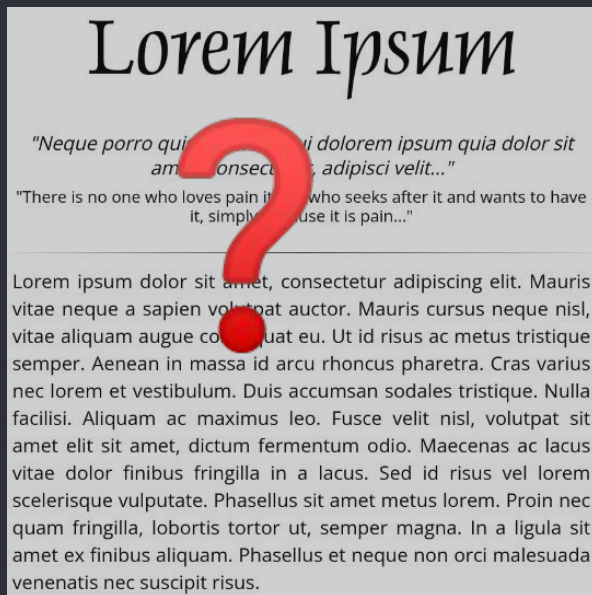 Lorem Ipsum
"Neque porro dolorem ipsum quia dolor sit
adipisci velit..."
"There is no one who loves pain who seeks after it and wants to have
it, simply it is pain..."
Lorem ipsum dolor sit amet, consectetur adipiscing elit. Mauris
vitae neque a sapien volutpat auctor. Mauris cursus neque nisl,
vitae aliquam augue eu. Ut id risus ac metus tristique
semper. Aenean in massa id arcu rhoncus pharetra. Cras varius
nec lorem et vestibulum. Duis accumsan sodales tristique. Nulla
facilisi. Aliquam ac maximus leo. Fusce velit nisl, volutpat sit
amet elit sit amet, dictum fermentum odio. Maecenas ac lacus
vitae dolor finibus fringilla in a lacus. Sed id risus vel lorem
scelerisque vulputate. Phasellus sit amet metus lorem. Proin nec
quam fringilla, lobortis tortor ut, semper magna. In a ligula sit
amet ex finibus aliquam. Phasellus et neque non orci malesuada
venenatis nec suscipit risus.